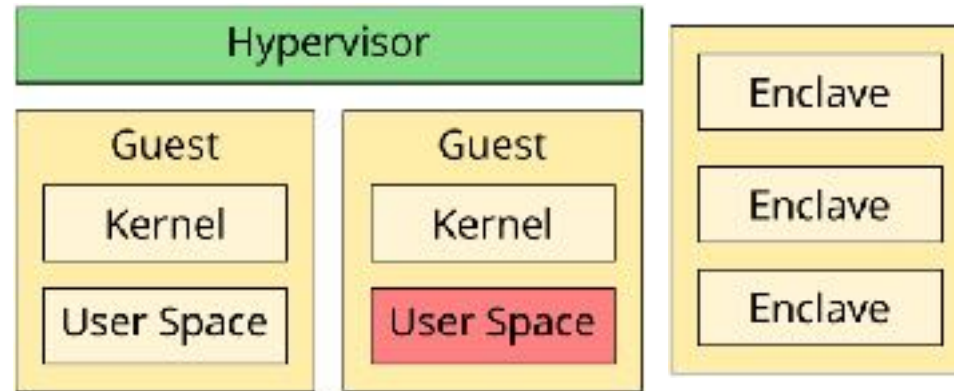 Hypervisor
Guest
Kernel
User Space
Guest
Kernel
User Space
Enclave
Enclave
Enclave